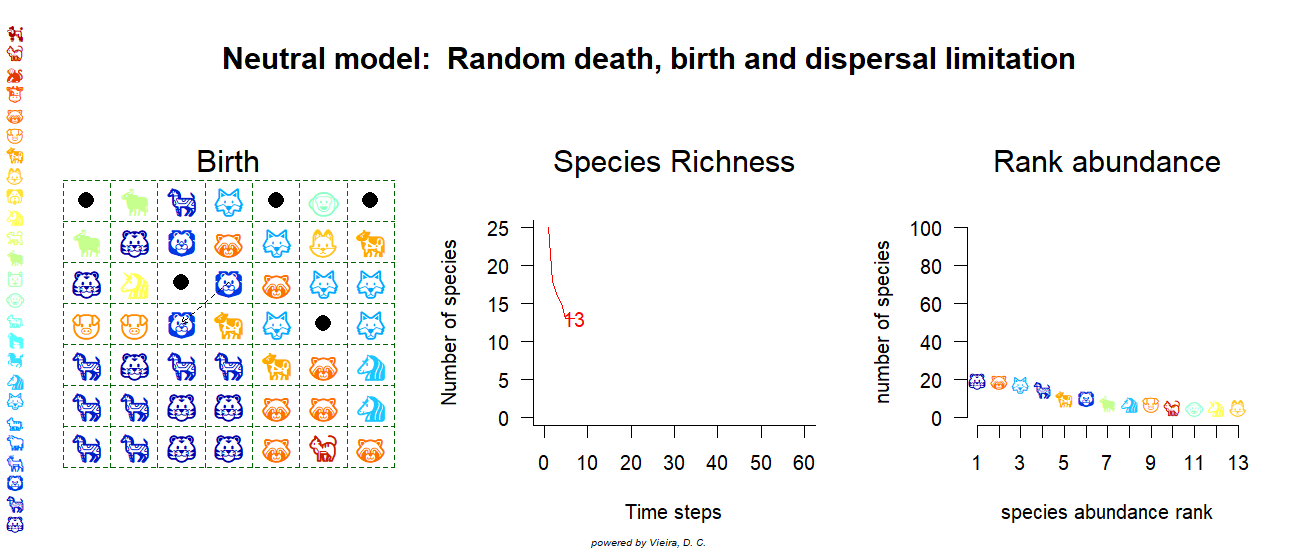 Neutral model:  Random death, birth and dispersal limitation
Birth
Species Richness
Number of species
25
20
15
10
5
0
13
0 10 20 30 40 50 60
Time steps
Rank abundance
number of species
100
80
60
40
20
0
1 3 5 7 9 11 13
species abundance rank
powered by Vieira, D. C.